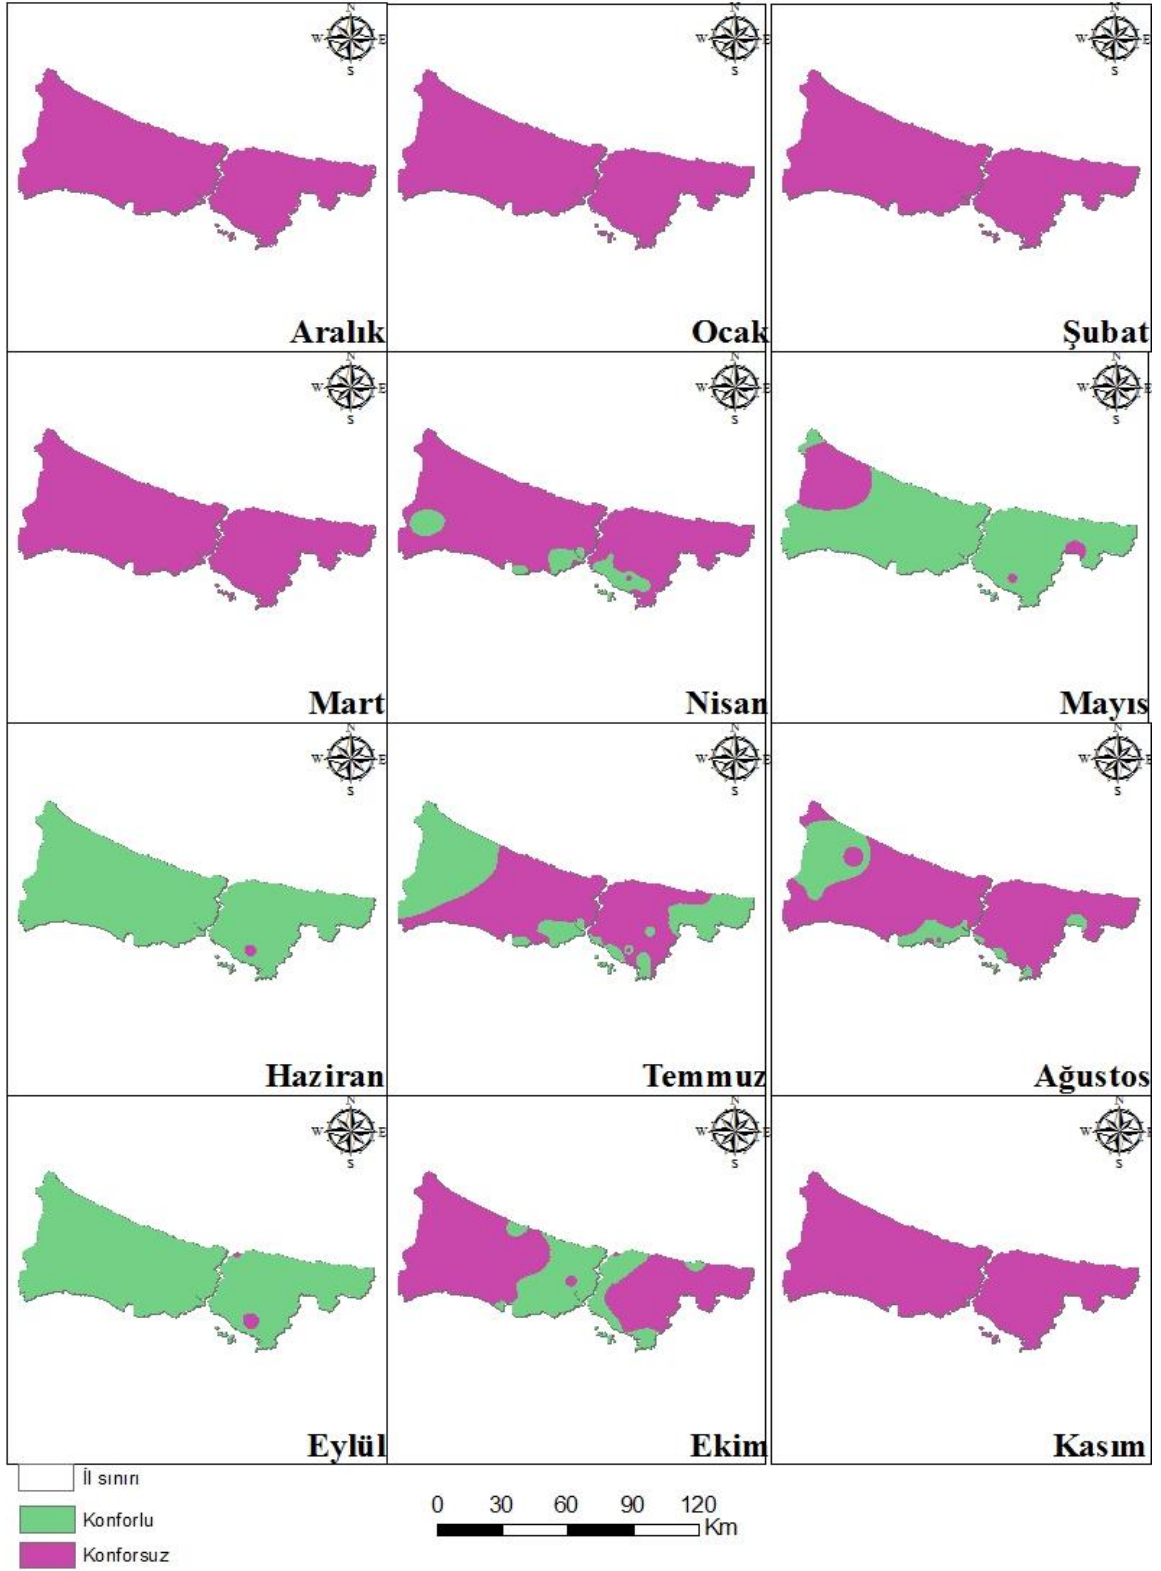 N
W E
S
N
W E
S
N
W E
S
Aralık
Ocak
Şubat
N
W E
S
N
W E
S
N
W E
S
Mart
Nisan
Mayıs
N
W E
S
N
W E
S
N
W E
S
Haziran
Temmuz
Ağustos
N
W E
S
N
W E
S
N
W E
S
Eylül
Ekim
Kasım
İl sınırı
Konforlu
Konforsuz
0 30 60 90 120
Km